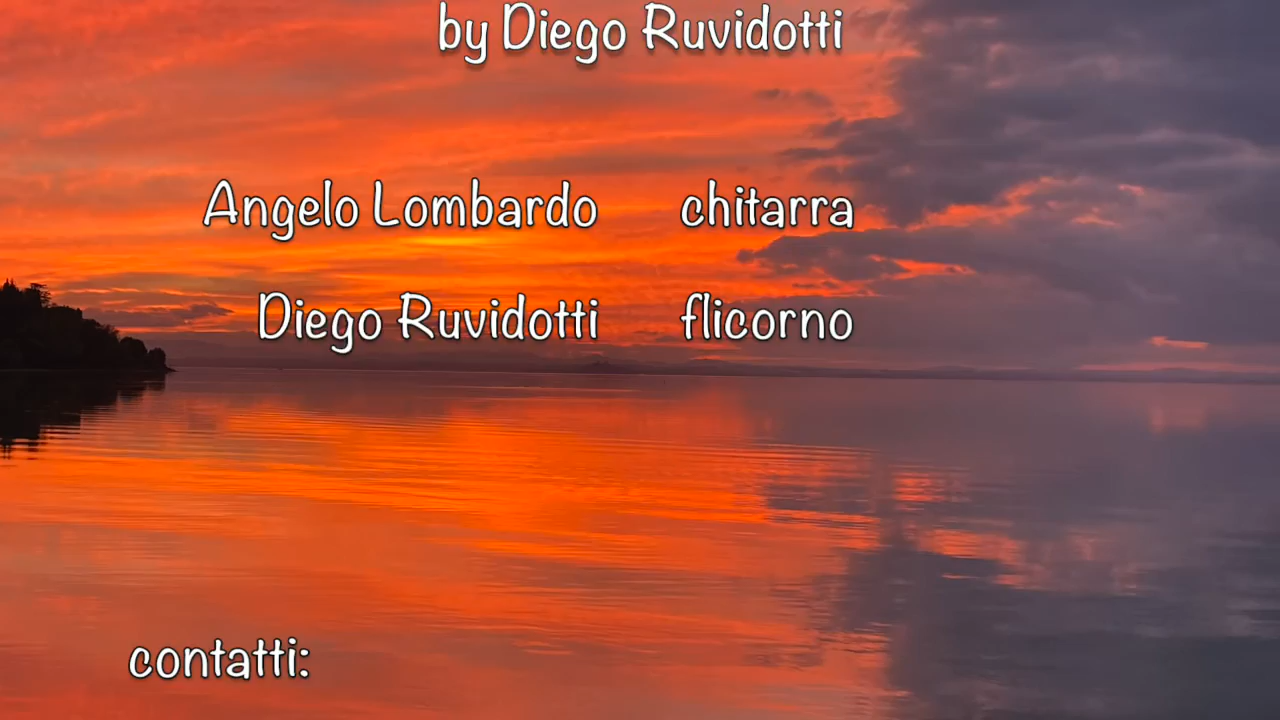 by Diego Ruvidotti
Angelo Lombardo chitarra
Diego Ruvidotti flicorno
contatti: